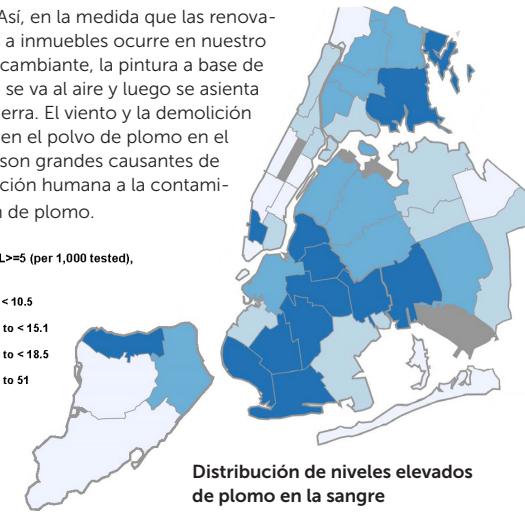 Así, en la medida que las renova-
a inmuebles ocurre en nuestro
cambiante, la pintura a base de
se va al aire y luego se asienta
erra. El viento y la demolición
en el polvo de plomo en el
son grandes causantes de
ción humana a la contami-
n de plomo.
L>=5 (per 1,000 tested),
< 10.5
to < 15.1
to < 18.5
to 51
Distribución de niveles elevados
de plomo en la sangre